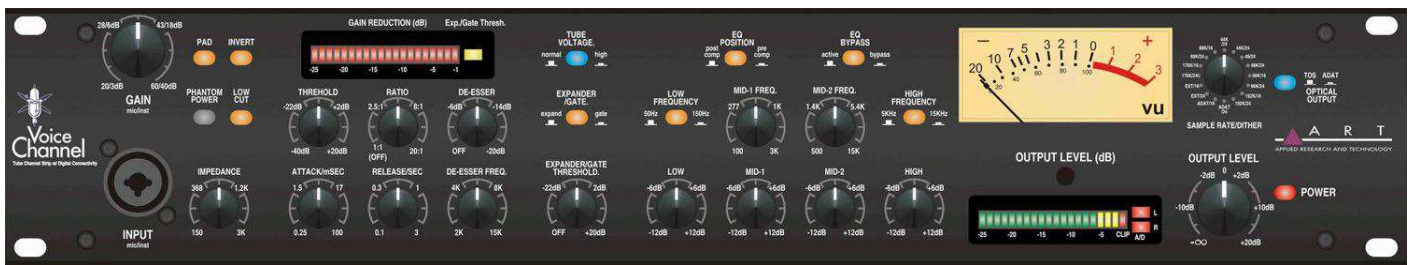 28/6dB 43/18dB
20/3dB 60/40dB
GAIN
mic/inst
PAD INVERT
PHANTOM POWER
LOW CUT
Voice
Channel
Tube Channel Strip w/ Digital Connectivity
INPUT
mic/inst
GAIN REDUCTION (dB) Exp./Gate Thresh.
-25 -20 -15 -10 -5 -1
THRESHOLD
-22dB +2dB
-40dB +20dB
RATIO
2.5:1 8:1
1:1 20:1
(OFF)
DE-ESSER
-6dB -14dB
OFF -20dB
IMPEDANCE
368 1.2K
150 3K
ATTACK/mSEC
1.5 17
0.25 100
RELEASE/SEC
0.3 1
0.1 3
DE-ESSER FREQ.
4K 8K
2K 15K
TUBE
VOLTAGE.
normal high
EXPANDER
/GATE.
expand gate
EXPANDER/GATE
THRESHOLD.
-22dB 2dB
OFF +20dB
EQ
POSITION
post comp
pre comp
EQ
BYPASS
active bypass
LOW
FREQUENCY
50Hz 150Hz
MID-1 FREQ.
277 1K
100 3K
MID-2 FREQ.
1.4K 5.4K
500 15K
HIGH
FREQUENCY
5KHz 15KHz
LOW
-6dB +6dB
-12dB +12dB
MID-1
-6dB +6dB
-12dB +12dB
MID-2
-6dB +6dB
-12dB +12dB
HIGH
-6dB +6dB
-12dB +12dB
− +
20 10 7 5 3 2 1 0 1 2 3
20 40 60 80 100
vu
OUTPUT LEVEL (dB)
-25 -20 -15 -10 -5 CLIP A/D
L
R
SAMPLE RATE/DITHER
TOS ADAT
OPTICAL
OUTPUT
OUTPUT LEVEL
-2dB 0 +2dB
-10dB +10dB
-∞ +20dB
ART
APPLIED RESEARCH AND TECHNOLOGY
POWER